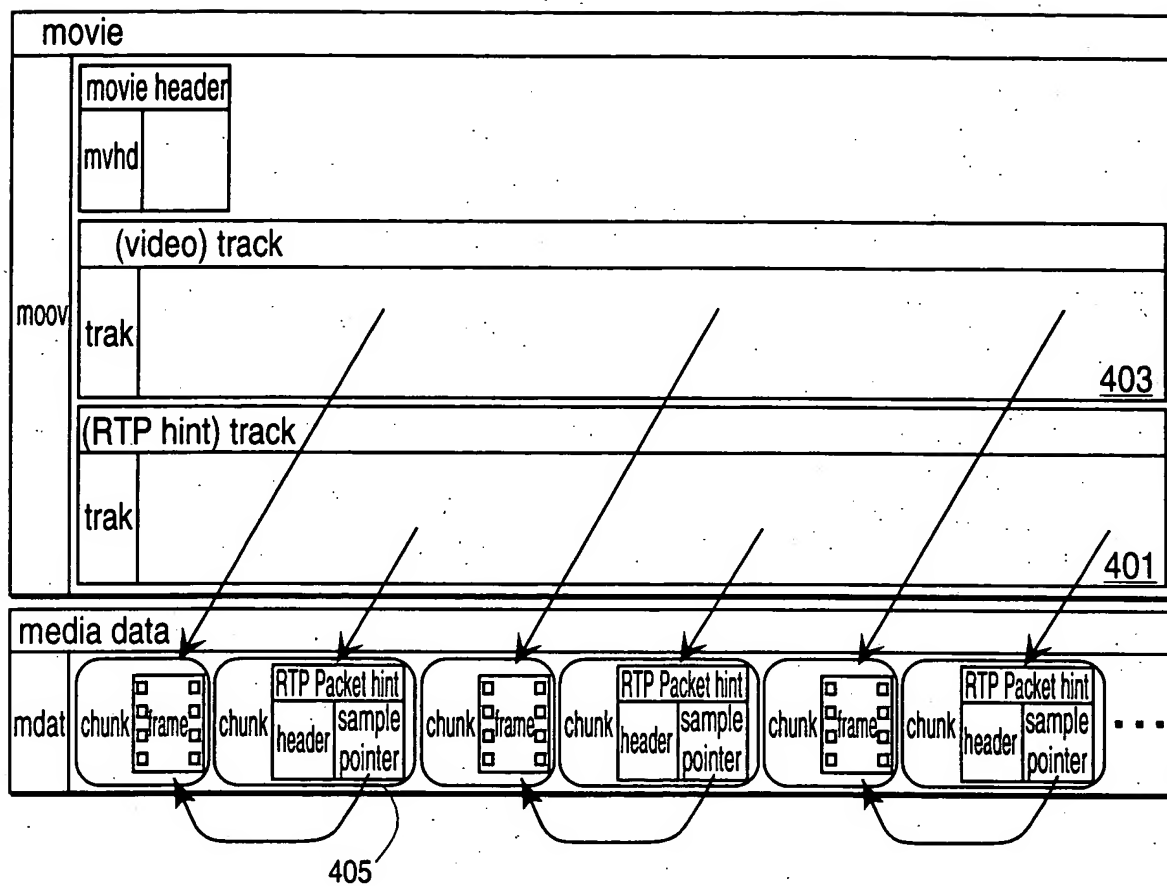 movie
movie header
mvhd
(video) track
moov
trak
403
(RTP hint) track
trak
401
media data
mdat
chunk
frame
chunk
RTP Packet hint
header
sample
pointer
chunk
frame
chunk
RTP Packet hint
header
sample
pointer
chunk
frame
chunk
RTP Packet hint
header
sample
pointer
...
405